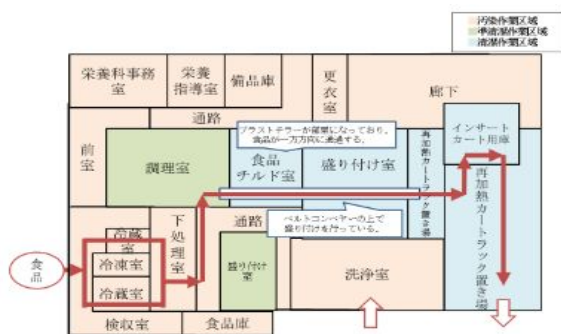 汚染作業区域
準清潔作業区域
清潔作業区域
栄養科事務
室
栄養
指導室
備品庫
更
衣
室
廊下
通路
前
室
調理室
ブラストチラーが部屋になっており、
食品が一方方向に通過する。
食品
チルド室
盛り付け室
再加熱カートラック置き場
インサート
カート用庫
再加熱カートラック置き場
ベルトコンベヤーの上で
盛り付けを行っている。
下
処
理
室
通路
冷蔵
室
冷凍室
冷蔵室
食品
盛り付け
室
洗浄室
検収室
食品庫